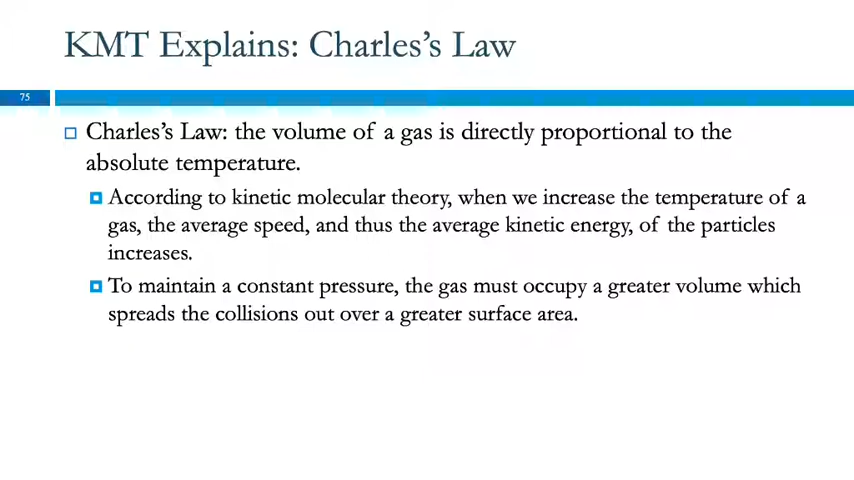 KMT Explains: Charles’s Law
75
Charles’s Law: the volume of a gas is directly proportional to the
absolute temperature.
According to kinetic molecular theory, when we increase the temperature of a
gas, the average speed, and thus the average kinetic energy, of the particles
increases.
To maintain a constant pressure, the gas must occupy a greater volume which
spreads the collisions out over a greater surface area.